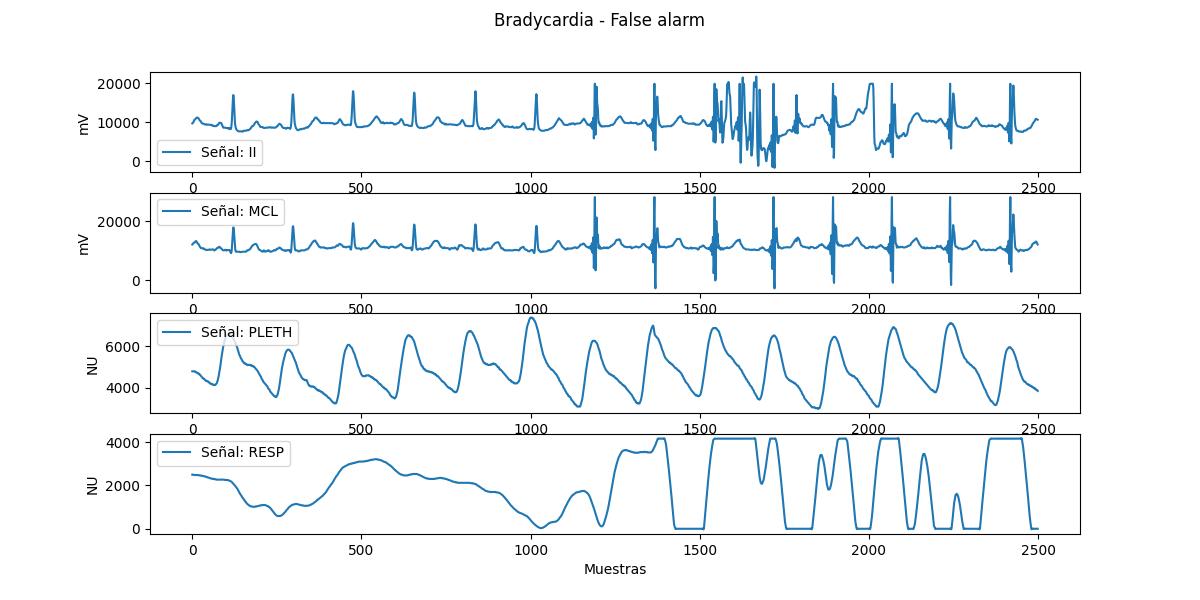 Bradycardia - False alarm
20000
10000
0
mV
Señal: II
0 500 1000 1500 2000 2500
20000
0
mV
Señal: MCL
0 500 1000 1500 2000 2500
6000
4000
NU
Señal: PLETH
0 500 1000 1500 2000 2500
4000
2000
0
NU
Señal: RESP
0 500 1000 1500 2000 2500
Muestras